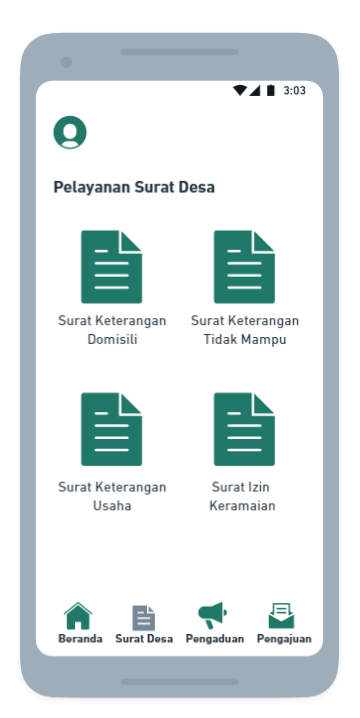 3:03
Pelayanan Surat Desa
Surat Keterangan
Domisili
Surat Keterangan
Tidak Mampu
Surat Keterangan
Usaha
Surat Izin
Keramaian
Beranda
Surat Desa
Pengaduan
Pengajuan